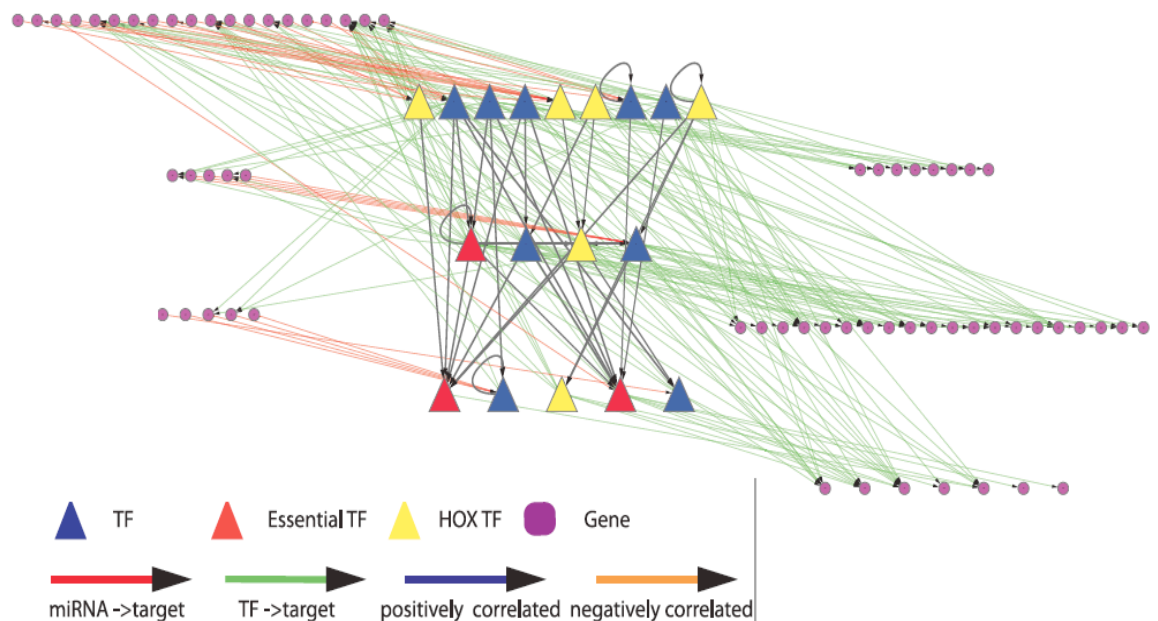 TF Essential TF HOX TF Gene
miRNA ->target TF ->target positively correlated negatively correlated